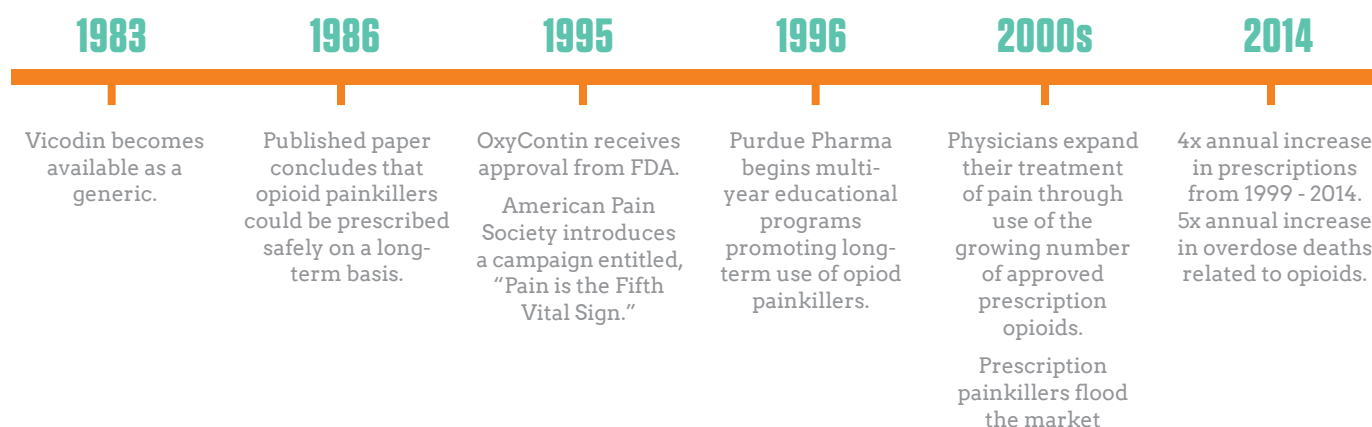 1983
Vicodin becomes
available as a
generic.
1986
Published paper
concludes that
opioid painkillers
could be prescribed
safely on a long-
term basis.
1995
OxyContin receives
approval from FDA.
American Pain
Society introduces
a campaign entitled,
“Pain is the Fifth
Vital Sign.”
1996
Purdue Pharma
begins multi-
year educational
programs
promoting long-
term use of opiod
painkillers.
2000s
Physicians expand
their treatment
of pain through
use of the
growing number
of approved
prescription
opioids.
Prescription
painkillers flood
the market
2014
4x annual increase
in prescriptions
from 1999 - 2014.
5x annual increase
in overdose deaths
related to opioids.